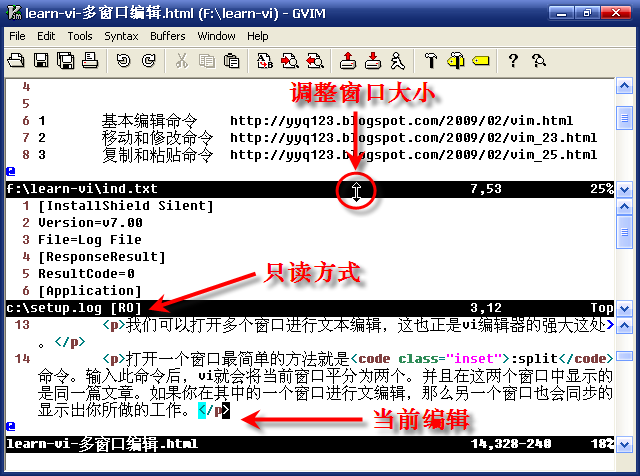 learn-vi-多窗口编辑.html (F:\learn-vi) - GVIM
File Edit Tools Syntax Buffers Window Help
调整窗口大小
4
5
6 1 基本编辑命令 http://yyq123.blogspot.com/2009/02/vim.html
7 2 移动和修改命令 http://yyq123.blogspot.com/2009/02/vim_23.html
8 3 复制和粘贴命令 http://yyq123.blogspot.com/2009/02/vim_25.html
@
f:\learn-vi\ind.txt 7,53 25%
1 [InstallShield Silent]
2 Version=v7.00
3 File=Log File
4 [ResponseResult]
5 ResultCode=0
6 [Application]
只读方式
c:\setup.log [RO] 3,12 Top
13 <p>我们可以打开多个窗口进行文本编辑，这也正是vi编辑器的强大这处>
。</p>
14 <p>打开一个窗口最简单的方法就是<code class="inset">:split</code>
命令。输入此命令后，vi就会将当前窗口平分为两个。并且在这两个窗口中显示的
是同一篇文章。如果你在其中的一个窗口进行文编辑，那么另一个窗口也会同步的
显示出你所做的工作。</p>
当前编辑
@
learn-vi-多窗口编辑.html 14,328-240 18%